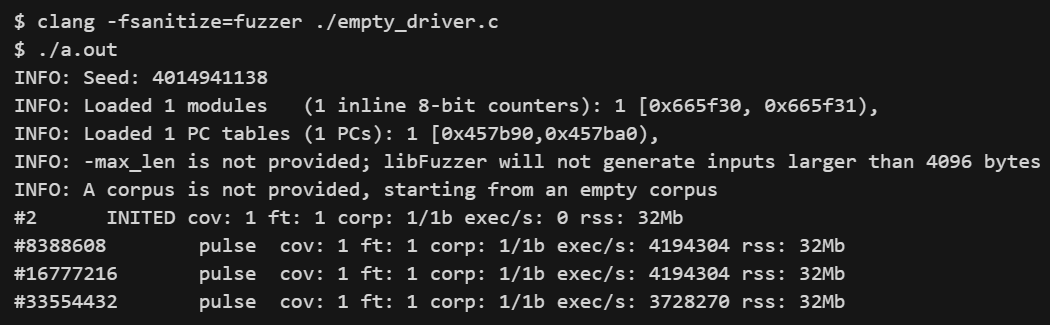 $ clang -fsanitize=fuzzer ./empty_driver.c
$ ./a.out
INFO: Seed: 4014941138
INFO: Loaded 1 modules   (1 inline 8-bit counters): 1 [0x665f30, 0x665f31),
INFO: Loaded 1 PC tables (1 PCs): 1 [0x457b90,0x457ba0),
INFO: -max_len is not provided; libFuzzer will not generate inputs larger than 4096 bytes
INFO: A corpus is not provided, starting from an empty corpus
#2      INITED cov: 1 ft: 1 corp: 1/1b exec/s: 0 rss: 32Mb
#8388608        pulse  cov: 1 ft: 1 corp: 1/1b exec/s: 4194304 rss: 32Mb
#16777216       pulse  cov: 1 ft: 1 corp: 1/1b exec/s: 4194304 rss: 32Mb
#33554432       pulse  cov: 1 ft: 1 corp: 1/1b exec/s: 3728270 rss: 32Mb